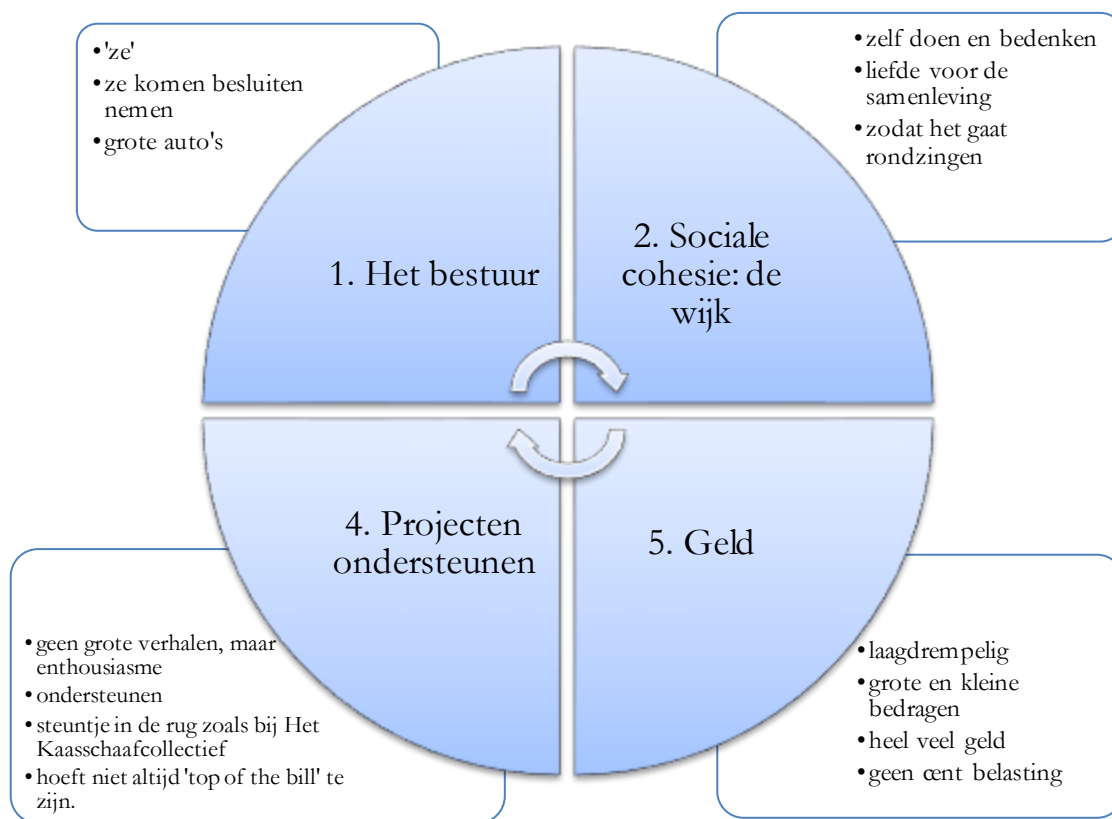 •'ze'
•ze komen besluiten
nemen
•grote auto's
•zelf doen en bedenken
•liefde voor de
samenleving
•zodat het gaat
rondzingen
1. Het bestuur
2. Sociale
cohesie: de
wijk
4. Projecten
ondersteunen
5. Geld
•geen grote verhalen, maar
enthousiasme
•ondersteunen
•steuntje in de rug zoals bij Het
Kaasschaafcollectief
•hoeft niet altijd 'top of the bill' te
zijn.
•laagdrempelig
•grote en kleine
bedragen
•heel veel geld
•geen cent belasting